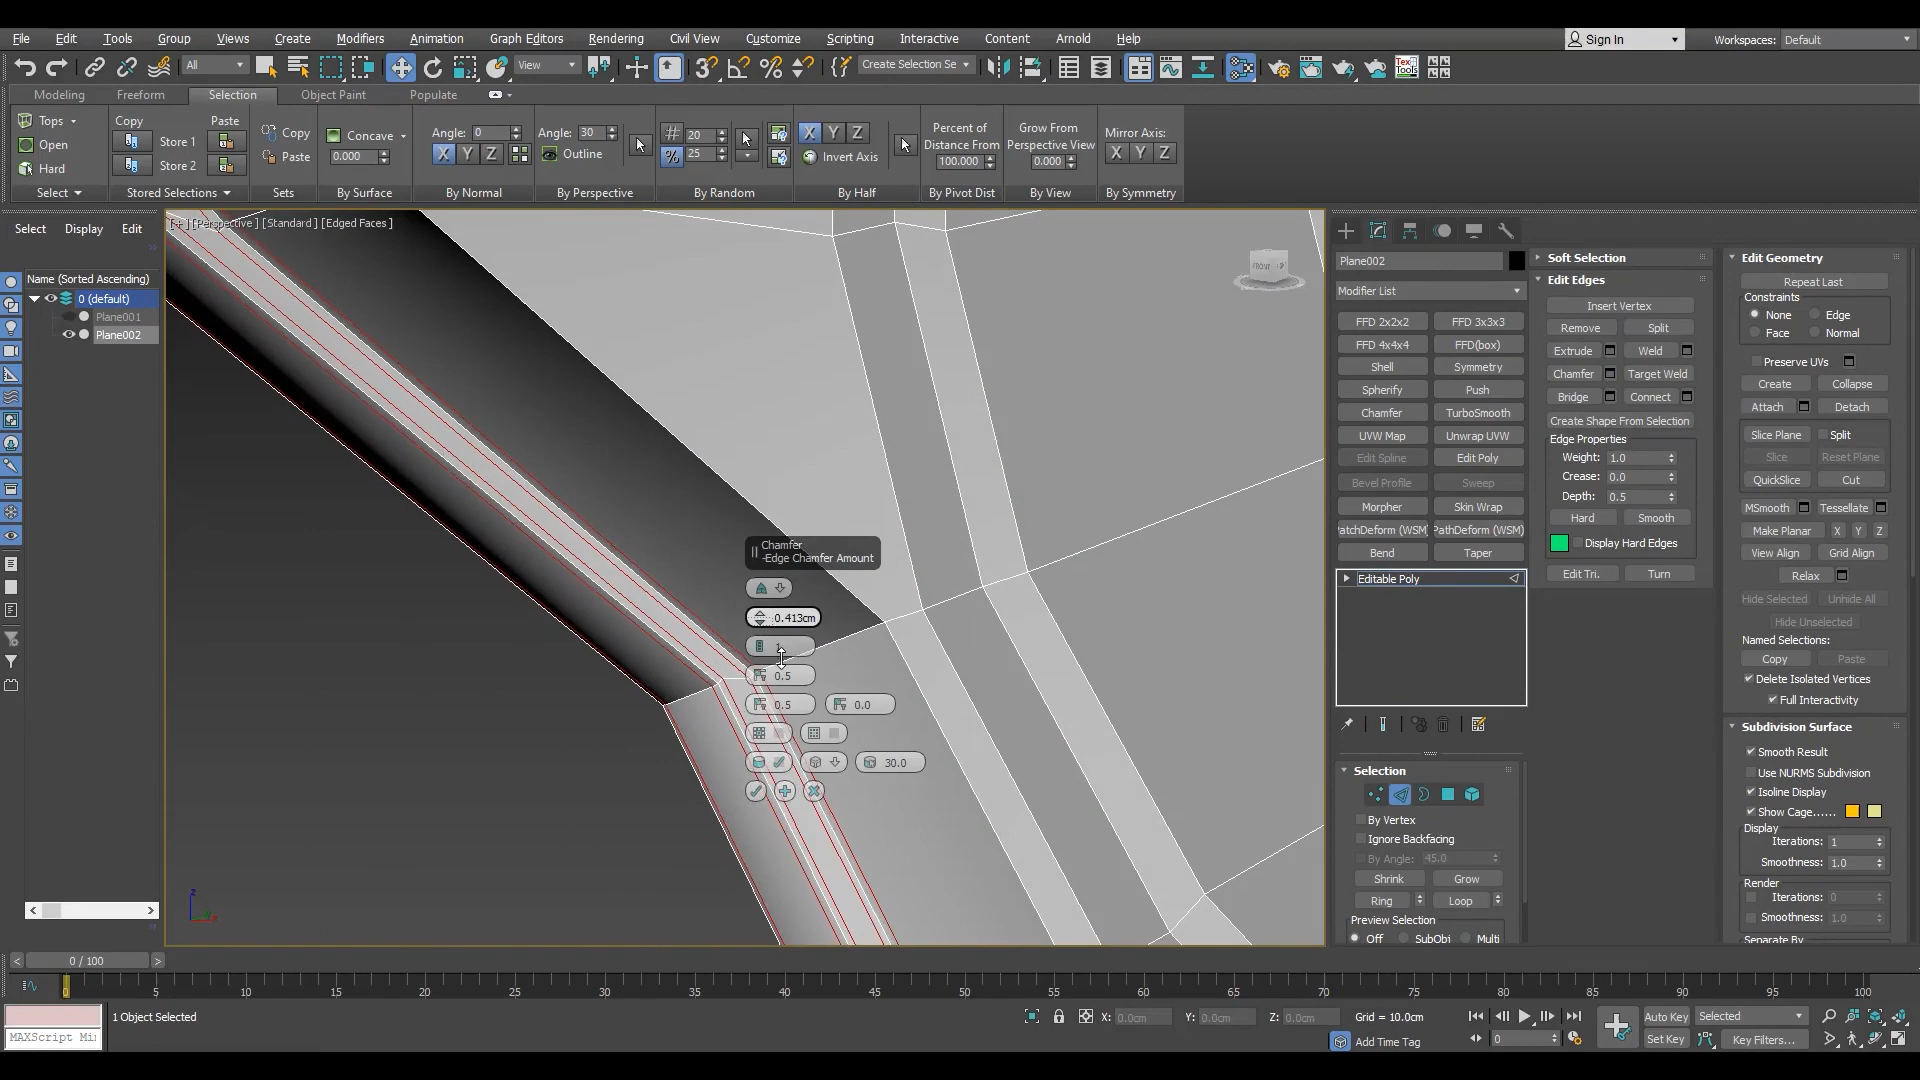 File Edit Tools Group Views Create Modifiers Animation Graph Editors Rendering Civil View Customize Scripting Interactive Content Arnold Help
Sign In
Workspaces: Default
All
View
Create Selection Se
Modeling Freeform Selection Object Paint Populate
Tops
Open
Hard
Select
Copy Paste
Store 1
Store 2
Stored Selections
Copy
Paste
Sets
Concave
0.000
By Surface
Angle: 0
X Y Z
By Normal
Angle: 30
Outline
By Perspective
20
25
By Random
X Y Z
Invert Axis
By Half
Percent of
Distance From
100.000
By Pivot Dist
Grow From
Perspective View
0.000
By View
Mirror Axis:
X Y Z
By Symmetry
Select Display Edit
Name (Sorted Ascending)
0 (default)
Plane001
Plane002
[+] [Perspective] [Standard] [Edged Faces]
FRONT
Chamfer
-Edge Chamfer Amount
0.413cm
1
0.5
0.5 0.0
30.0
z
Plane002
Modifier List
FFD 2x2x2 FFD 3x3x3
FFD 4x4x4 FFD(box)
Shell Symmetry
Spherify Push
Chamfer TurboSmooth
UVW Map Unwrap UVW
Edit Spline Edit Poly
Bevel Profile Sweep
Morpher Skin Wrap
PatchDeform (WSM) PathDeform (WSM)
Bend Taper
Editable Poly
Selection
By Vertex
Ignore Backfacing
By Angle: 45.0
Shrink Grow
Ring Loop
Preview Selection
Off SubObj Multi
Soft Selection
Edit Edges
Insert Vertex
Remove Split
Extrude Weld
Chamfer Target Weld
Bridge Connect
Create Shape From Selection
Edge Properties
Weight: 1.0
Crease: 0.0
Depth: 0.5
Hard Smooth
Display Hard Edges
Edit Tri. Turn
Edit Geometry
Repeat Last
Constraints
None Edge
Face Normal
Preserve UVs
Create Collapse
Attach Detach
Slice Plane Split
Slice Reset Plane
QuickSlice Cut
MSmooth Tessellate
Make Planar X Y Z
View Align Grid Align
Relax
Hide Selected Unhide All
Hide Unselected
Named Selections:
Copy Paste
Delete Isolated Vertices
Full Interactivity
Subdivision Surface
Smooth Result
Use NURMS Subdivision
Isoline Display
Show Cage......
Display
Iterations: 1
Smoothness: 1.0
Render
Iterations: 0
Smoothness: 1.0
Separate By
< 0 / 100 >
0 5 10 15 20 25 30 35 40 45 50 55 60 65 70 75 80 85 90 95 100
1 Object Selected
MAXScript Mi
X: 0.0cm Y: 0.0cm Z: 0.0cm Grid = 10.0cm
Add Time Tag
0
Auto Key Selected
Set Key Key Filters...